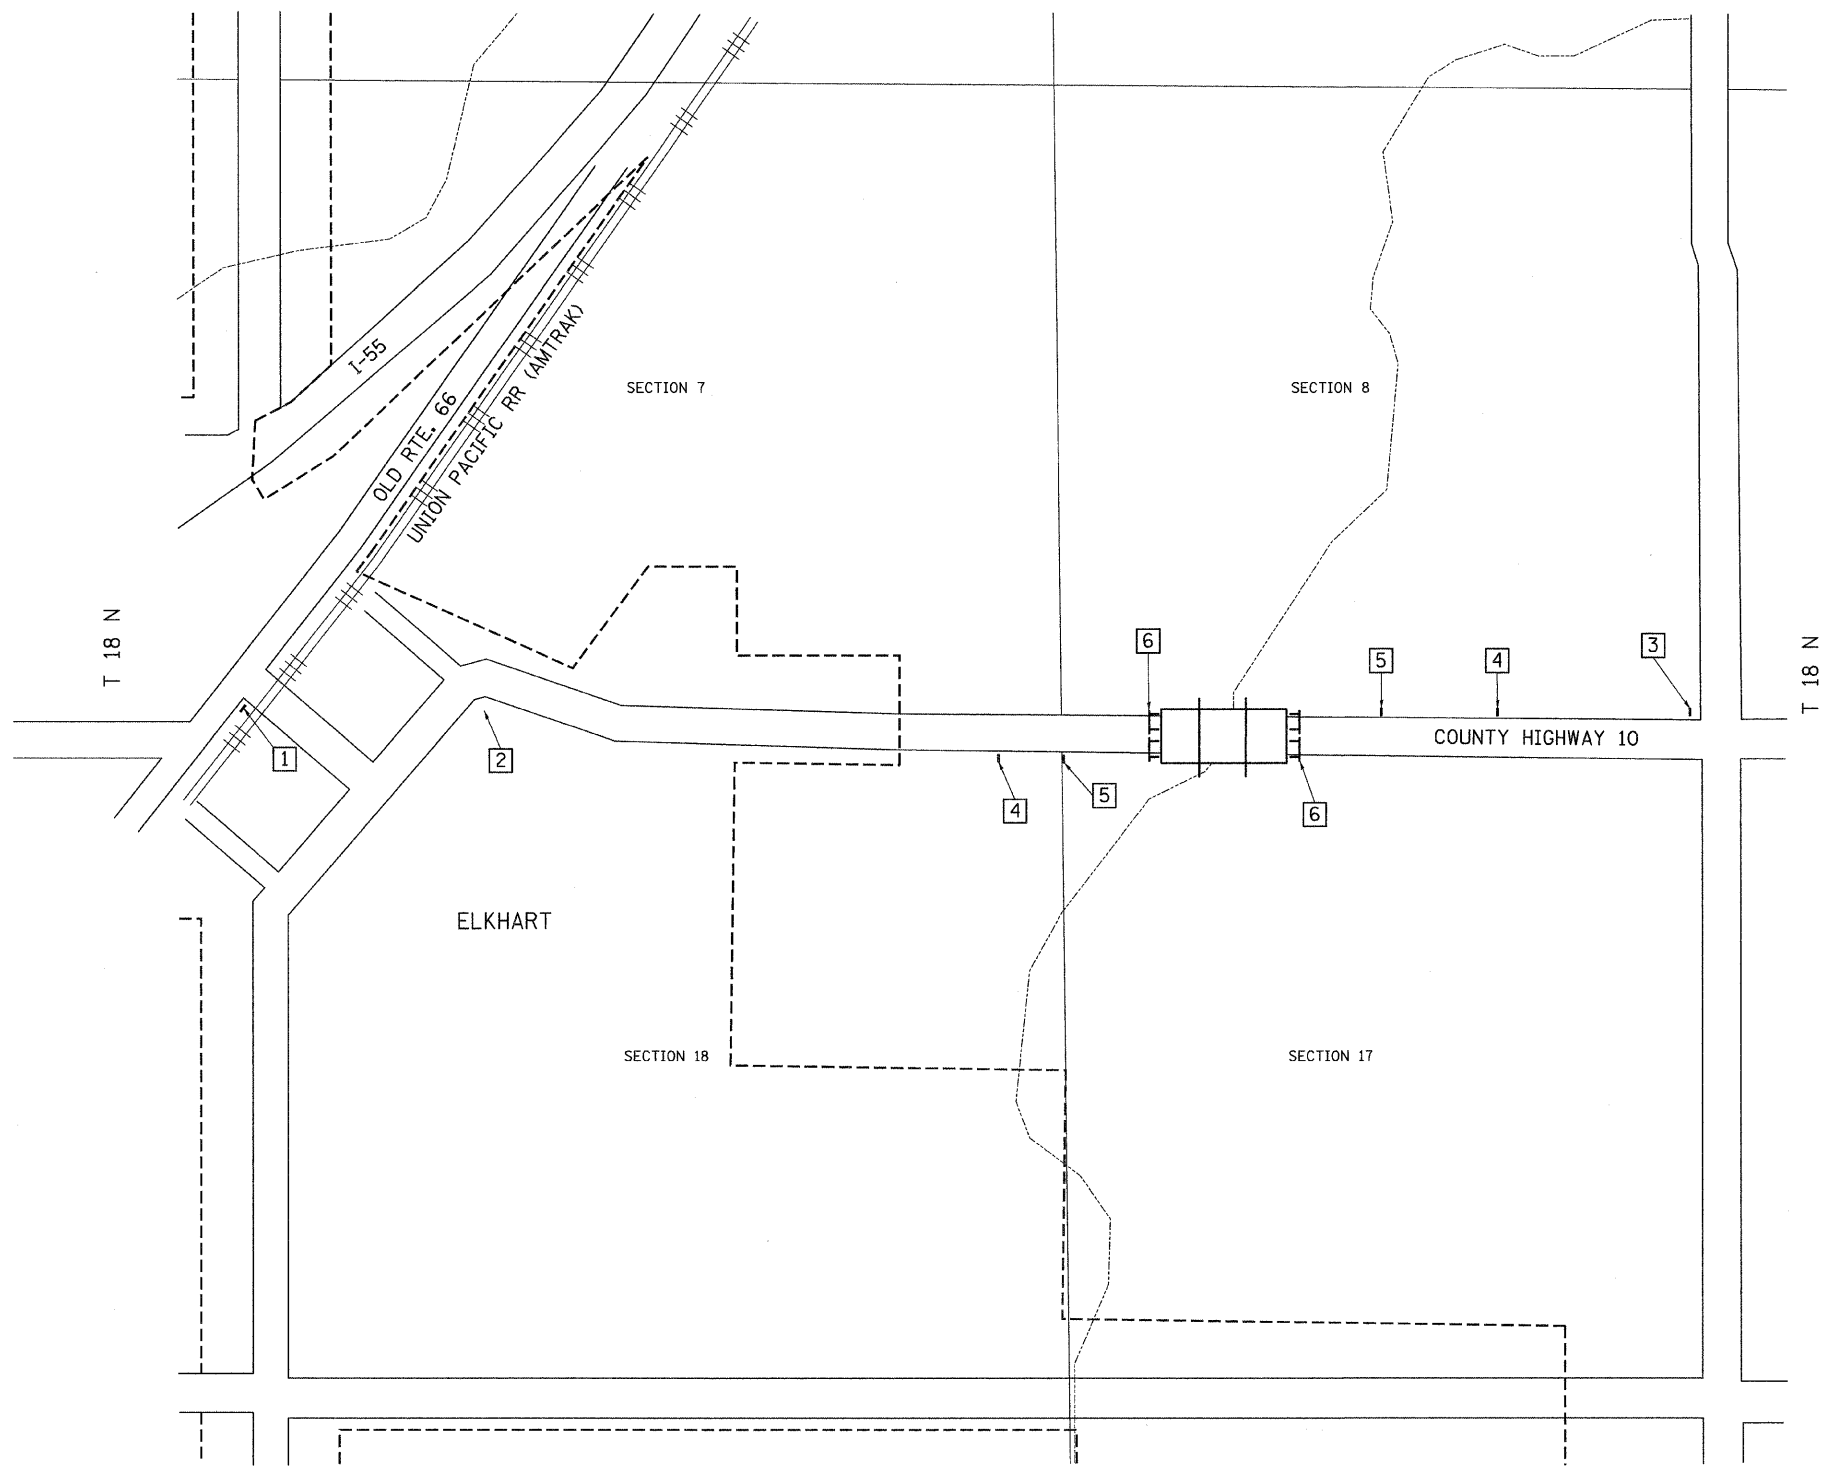 I-55
OLD RTE. 66
UNION PACIFIC RR (AMTRAK)
SECTION 7
SECTION 8
T 18 N
T 18 N
6
5
4
3
1
2
COUNTY HIGHWAY 10
4
5
6
ELKHART
SECTION 18
SECTION 17